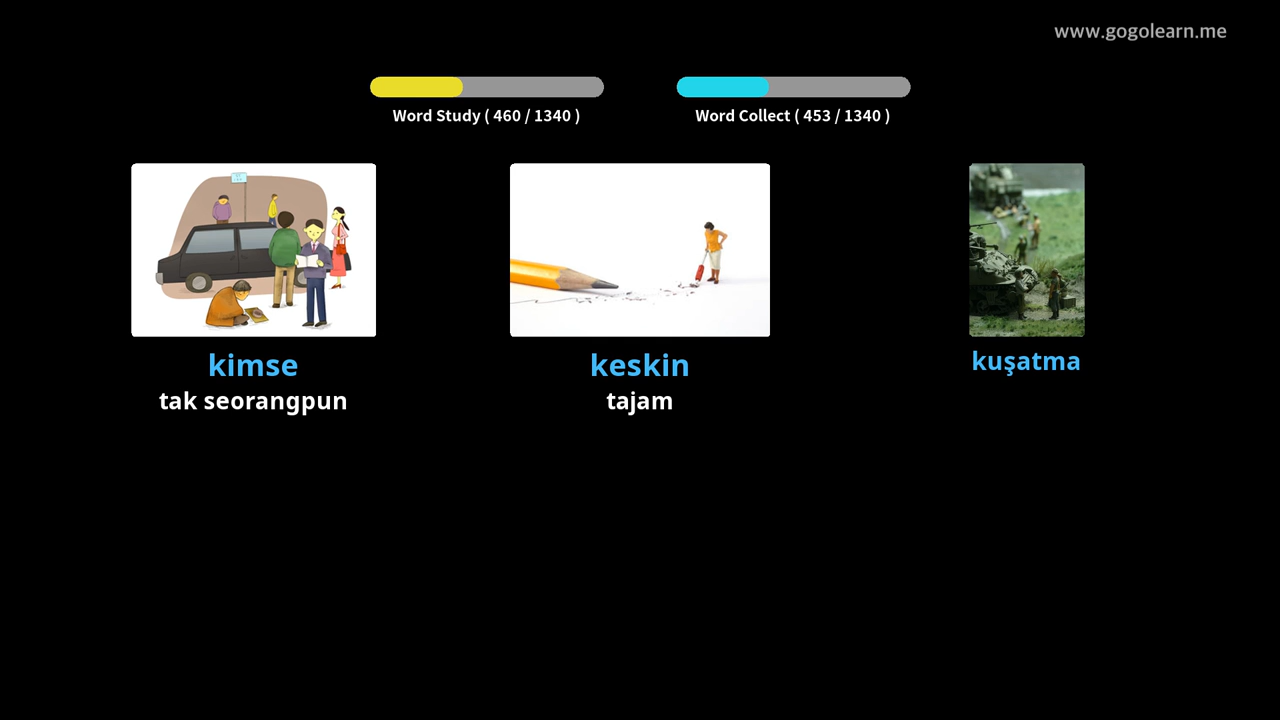 www.gogolearn.me
Word Study ( 460 / 1340 )
Word Collect ( 453 / 1340 )
kimse
tak seorangpun
keskin
tajam
kuşatma